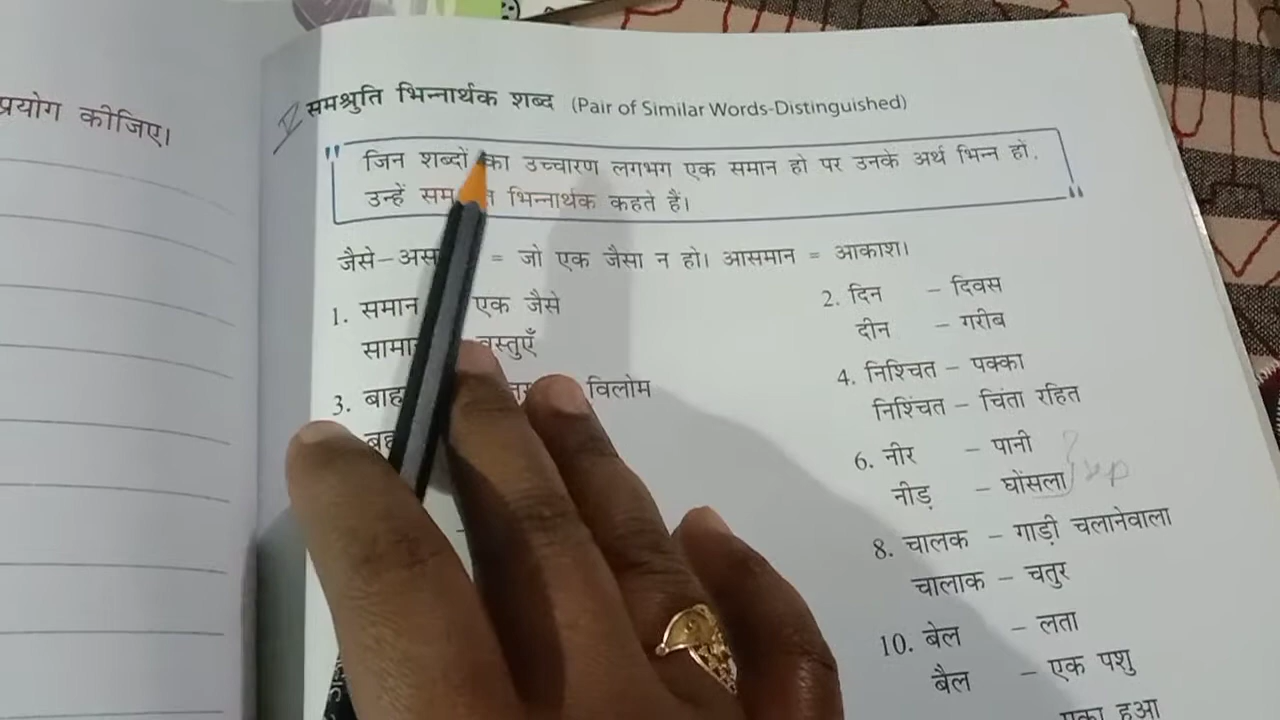 प्रयोग कीजिए।
V समश्रुति भिन्नार्थक शब्द (Pair of Similar Words-Distinguished)
जिन शब्दों का उच्चारण लगभग एक समान हो पर उनके अर्थ भिन्न हों,
उन्हें भिन्नार्थक कहते हैं।
जैसे- = जो एक जैसा न हो। आसमान = आकाश।
1. समान एक जैसे
वस्तुएँ
3. विलोम
2. दिन – दिवस
दीन – गरीब
4. निश्चित – पक्का
निश्चिंत – चिंता रहित
6. नीर – पानी
नीड़ – घोंसला
8. चालक – गाड़ी चलानेवाला
चालाक – चतुर
10. बेल – लता
बैल – एक पशु
हुआ